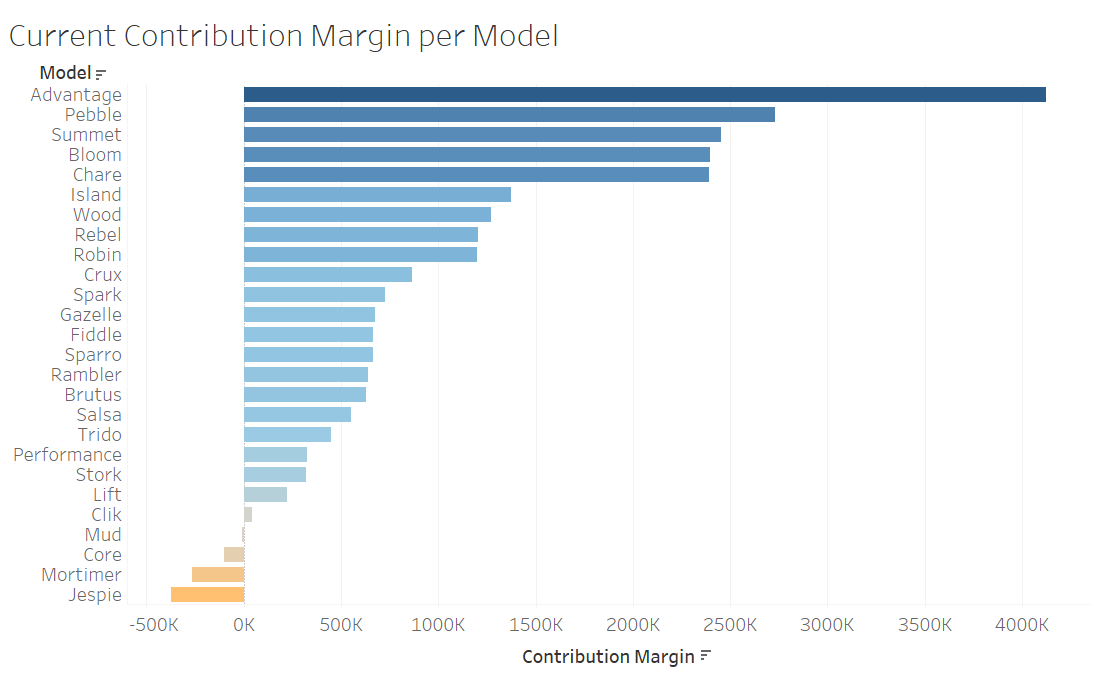 Current Contribution Margin per Model
Model
Advantage
Pebble
Summet
Bloom
Chare
Island
Wood
Rebel
Robin
Crux
Spark
Gazelle
Fiddle
Sparro
Rambler
Brutus
Salsa
Trido
Performance
Stork
Lift
Clik
Mud
Core
Mortimer
Jespie
-500K 0K 500K 1000K 1500K 2000K 2500K 3000K 3500K 4000K
Contribution Margin